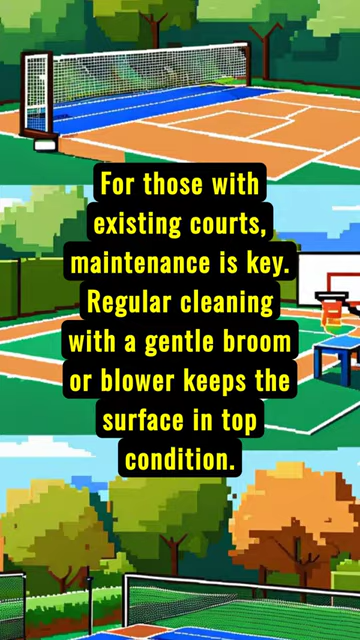 For those with
existing courts,
maintenance is key.
Regular cleaning
with a gentle broom
or blower keeps the
surface in top
condition.